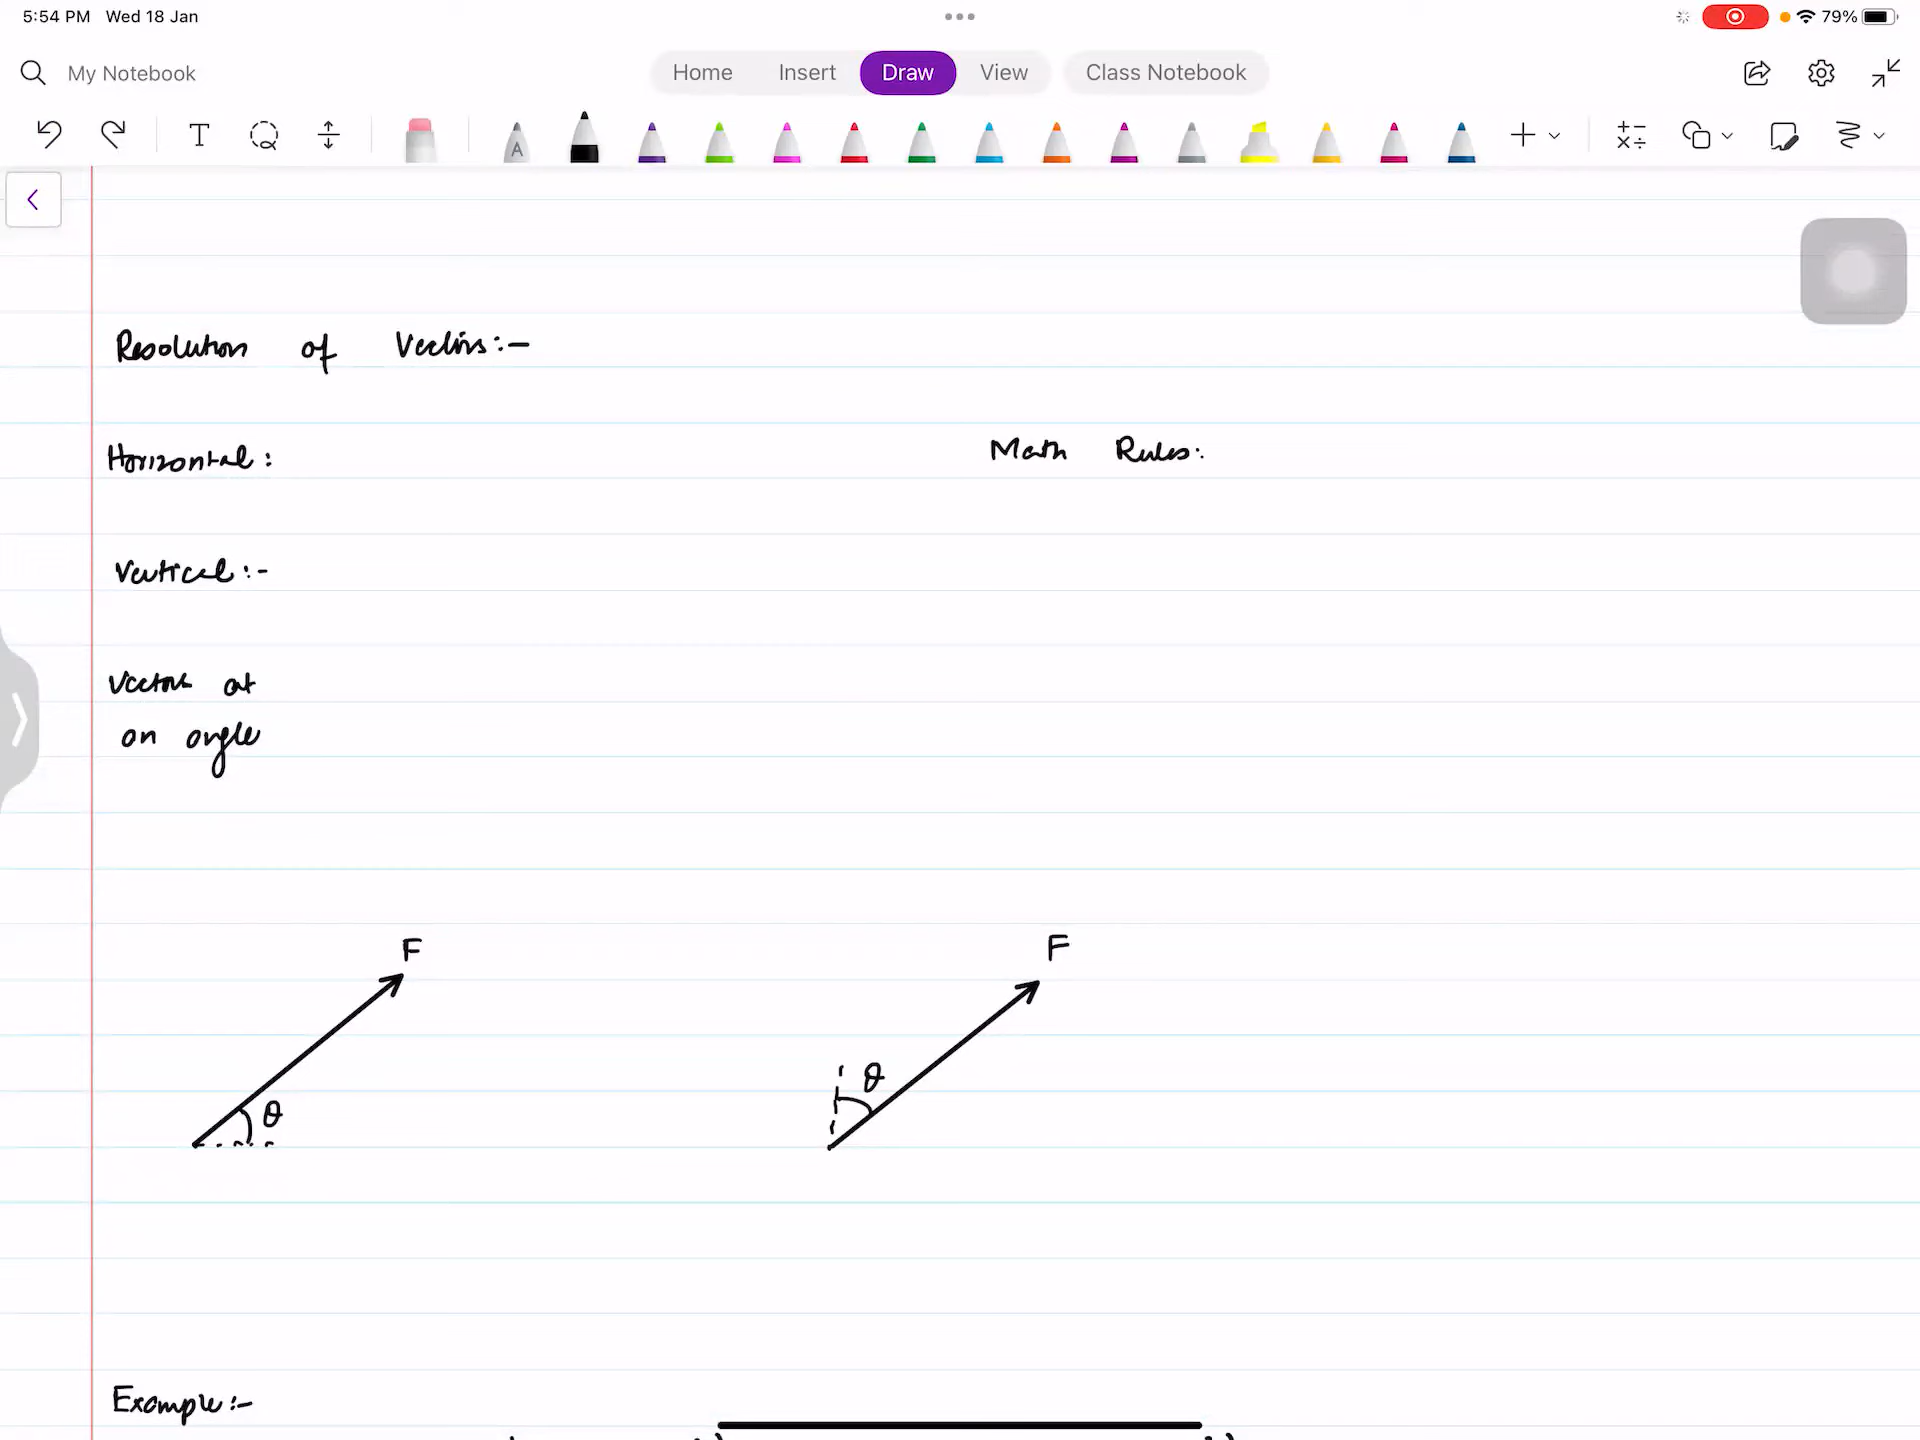 5:54 PM Wed 18 Jan
79%
My Notebook
Home Insert Draw View Class Notebook
T
A
Resolution of Vectors:-
Horizontal:
Math Rules:
Vertical:-
Vector at
an angle
F
F
θ
θ
Example:-